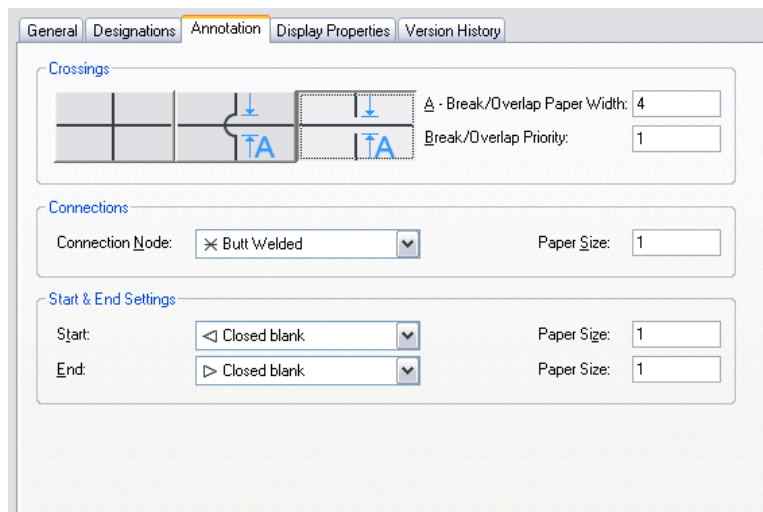 General Designations Annotation Display Properties Version History
Crossings
A - Break/Overlap Paper Width: 4
A A Break/Overlap Priority: 1
Connections
Connection Node: Butt Welded Paper Size: 1
Start & End Settings
Start: Closed blank Paper Size: 1
End: Closed blank Paper Size: 1